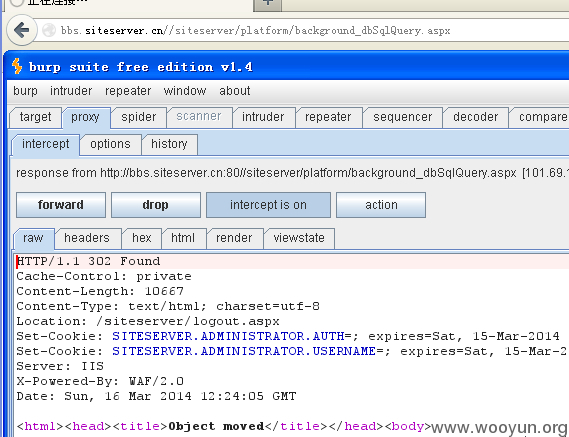 正在连接…
bbs.siteserver.cn//siteserver/platform/background_dbSqlQuery.aspx
burp suite free edition v1.4
burp intruder repeater window about
target proxy spider scanner intruder repeater sequencer decoder compare
intercept options history
response from http://bbs.siteserver.cn:80//siteserver/platform/background_dbSqlQuery.aspx [101.69.1
forward drop intercept is on action
raw headers hex html render viewstate
HTTP/1.1 302 Found
Cache-Control: private
Content-Length: 10667
Content-Type: text/html; charset=utf-8
Location: /siteserver/logout.aspx
Set-Cookie: SITESERVER.ADMINISTRATOR.AUTH=; expires=Sat, 15-Mar-2014
Set-Cookie: SITESERVER.ADMINISTRATOR.USERNAME=; expires=Sat, 15-Mar-2
Server: IIS
X-Powered-By: WAF/2.0
Date: Sun, 16 Mar 2014 12:24:05 GMT
<html><head><title>Object moved</title></head><body>
www.wooyun.org